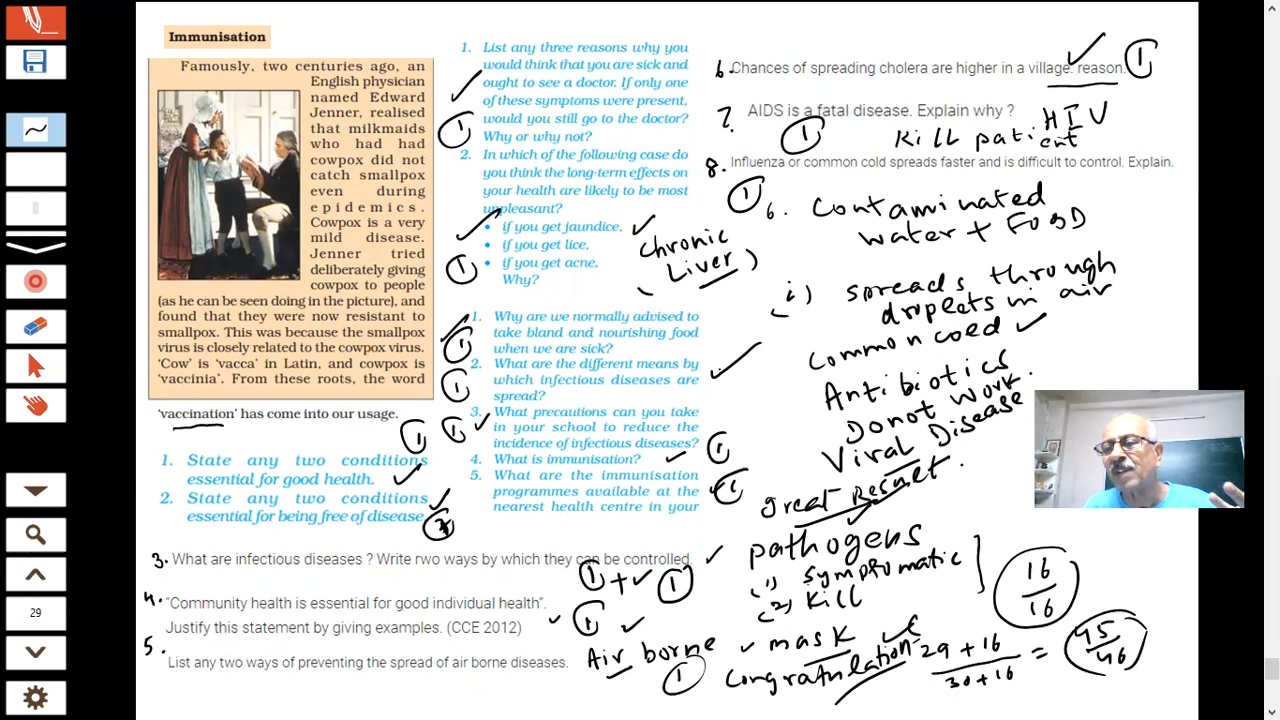 Immunisation
Famously, two centuries ago, an
English physician
named Edward
Jenner, realised
that milkmaids
who had had
cowpox did not
catch smallpox
even during
epidemics.
Cowpox is a very
mild disease.
Jenner tried
deliberately giving
cowpox to people
(as he can be seen doing in the picture), and
found that they were now resistant to
smallpox. This was because the smallpox
virus is closely related to the cowpox virus.
'Cow' is 'vacca' in Latin, and cowpox is
'vaccinia'. From these roots, the word
'vaccination' has come into our usage.
1
1. State any two conditions
essential for good health.
2. State any two conditions
essential for being free of disease.
1. List any three reasons why you
would think that you are sick and
ought to see a doctor. If only one
of these symptoms were present,
would you still go to the doctor?
Why or why not?
1
2. In which of the following case do
you think the long-term effects on
your health are likely to be most
unpleasant?
• if you get jaundice,
• if you get lice,
• if you get acne,
Why?
1
chronic
(Liver)
1. Why are we normally advised to
take bland and nourishing food
when we are sick?
1
2. What are the different means by
which infectious diseases are
spread?
1
3. What precautions can you take
in your school to reduce the
incidence of infectious diseases?
1
1
4. What is immunisation?
5. What are the immunisation
programmes available at the
nearest health centre in your
1
3. What are infectious diseases ? Write two ways by which they can be controlled.
1 + 1
4. “Community health is essential for good individual health”.
Justify this statement by giving examples. (CCE 2012)
1
5. List any two ways of preventing the spread of air borne diseases.
Air borne mask
1
6. Chances of spreading cholera are higher in a village. reason.
1
7. AIDS is a fatal disease. Explain why ?
HIV
1
Kill patient
8. Influenza or common cold spreads faster and is difficult to control. Explain.
1
6. Contaminated
water + Food
(i) spreads through
droplets in air
common cold
Antibiotics
Donot Work
Viral Disease
great Result
pathogens
(1) symptomatic
(2) Kill
16
16
congratulation
29 + 16
30 + 16
=
45
46
29